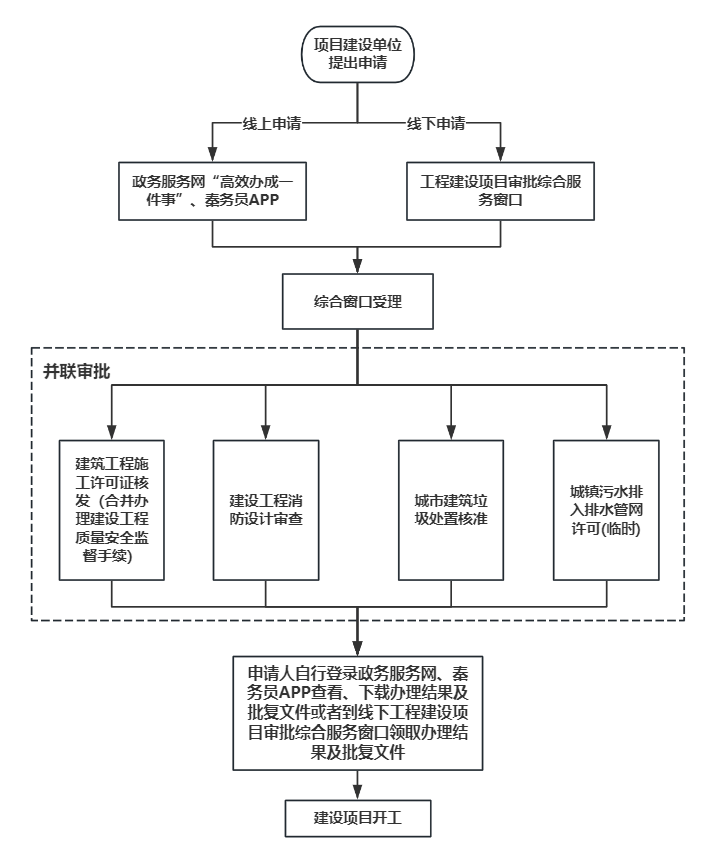 项目建设单位
提出申请
线上申请
线下申请
政务服务网“高效办成一
件事”、秦务员APP
工程建设项目审批综合服
务窗口
综合窗口受理
并联审批
建筑工程施
工许可证核
发（合并办
理建设工程
质量安全监
督手续)
建设工程消
防设计审查
城市建筑垃
圾处置核准
城镇污水排
入排水管网
许可(临时)
申请人自行登录政务服务网、秦
务员APP查看、下载办理结果及
批复文件或者到线下工程建设项
目审批综合服务窗口领取办理结
果及批复文件
建设项目开工